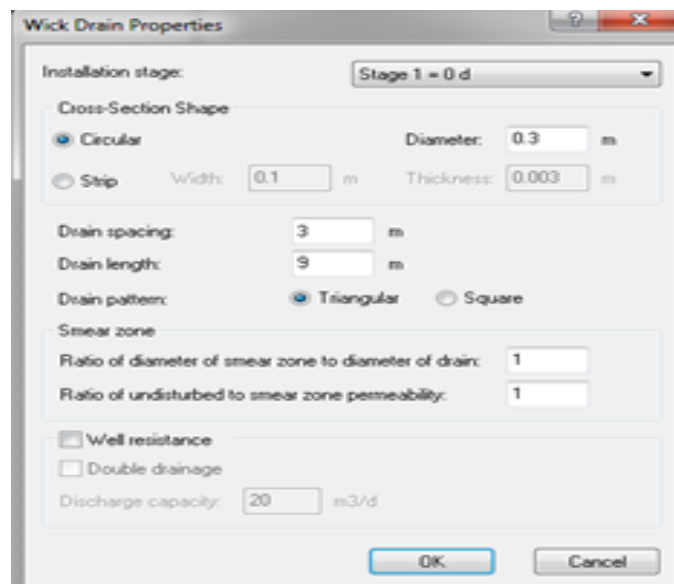 Wick Drain Properties
Installation stage: Stage 1 = 0 d
Cross-Section Shape
Circular Diameter: 0.3 m
Strip Width: 0.1 m Thickness: 0.003 m
Drain spacing: 3 m
Drain length: 9 m
Drain pattern: Triangular Square
Smear zone
Ratio of diameter of smear zone to diameter of drain: 1
Ratio of undisturbed to smear zone permeability: 1
Well resistance
Double drainage
Discharge capacity: 20 m3/d
OK Cancel